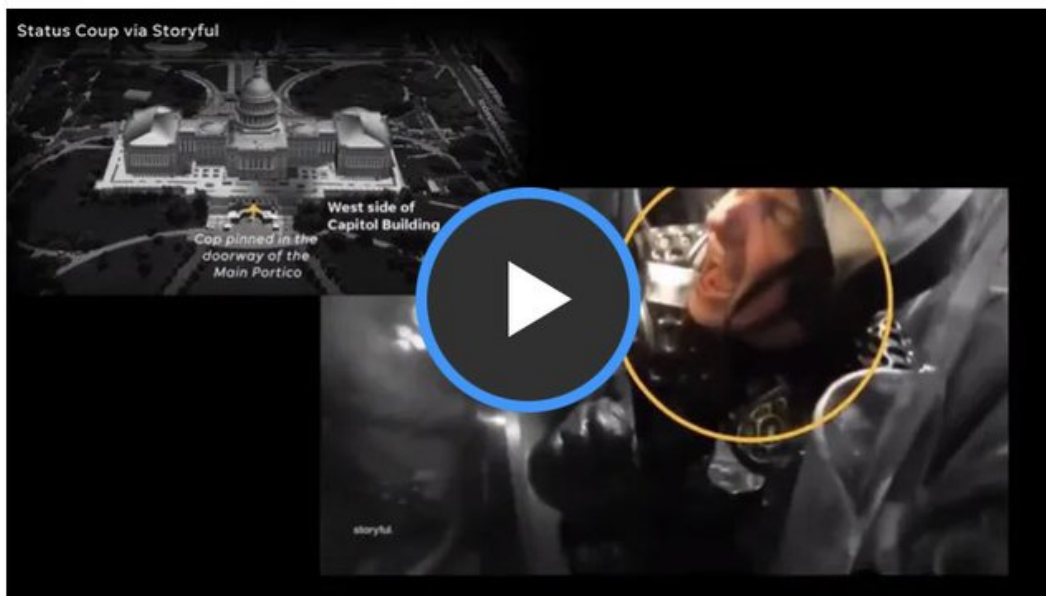 Status Coup via Storyful
West side of
Capitol Building
Cop pinned in the
doorway of the
Main Portico
storyful